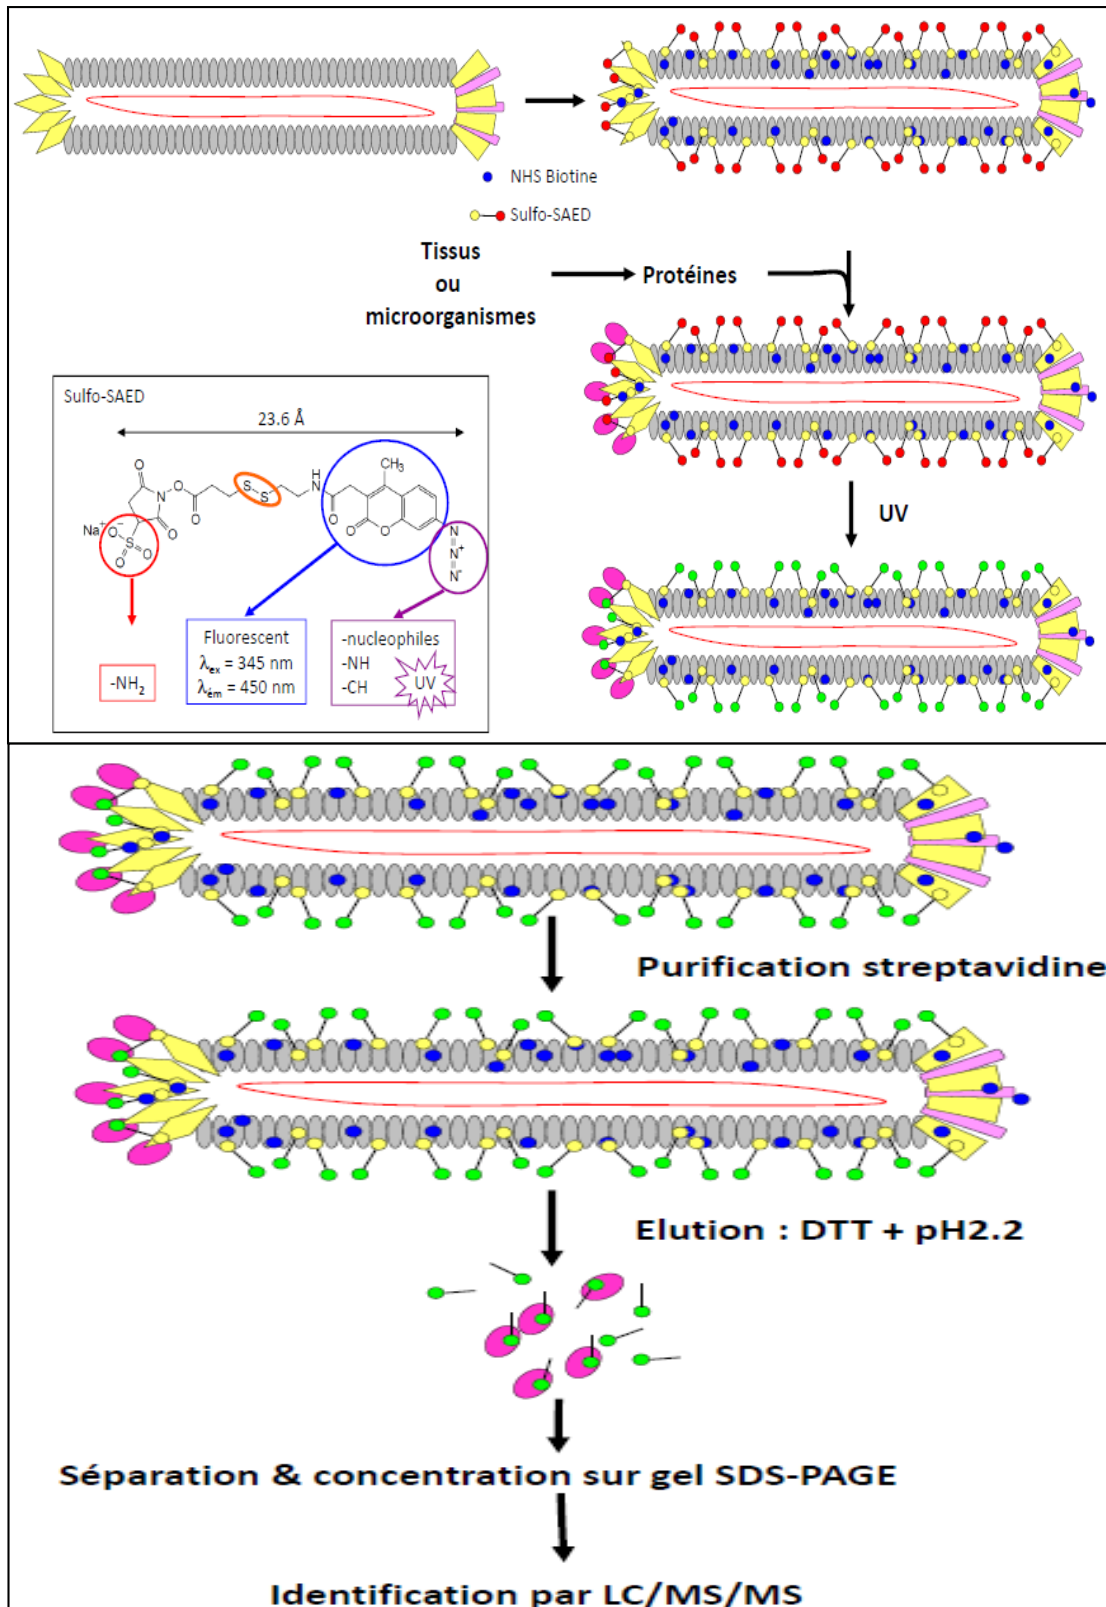 NHS Biotine
Sulfo-SAED
Tissus
ou
microorganismes
Protéines
UV
Sulfo-SAED
23.6 Å
O
N
O
O
O
S
S
H
N
O
CH₃
O
O
Na⁺
O⁻
S
O
O
N
N⁺
N⁻
-NH₂
Fluorescent
λex = 345 nm
λém = 450 nm
-nucleophiles
-NH
-CH
UV
Purification streptavidine
Elution : DTT + pH2.2
Séparation & concentration sur gel SDS-PAGE
Identification par LC/MS/MS